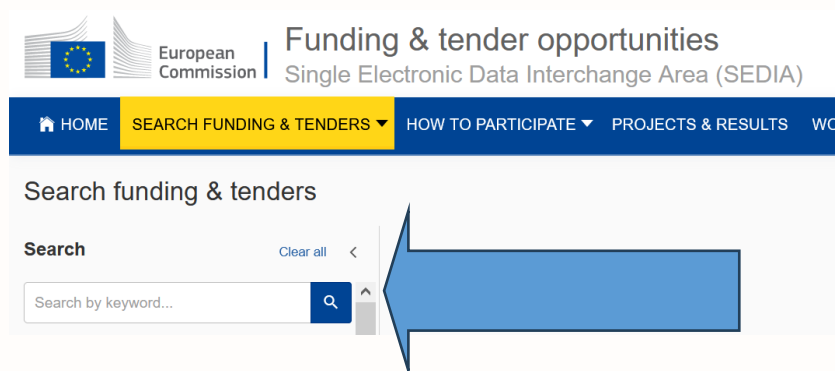 European
Commission
Funding & tender opportunities
Single Electronic Data Interchange Area (SEDIA)
HOME SEARCH FUNDING & TENDERS HOW TO PARTICIPATE PROJECTS & RESULTS
Search funding & tenders
Search Clear all
Search by keyword...